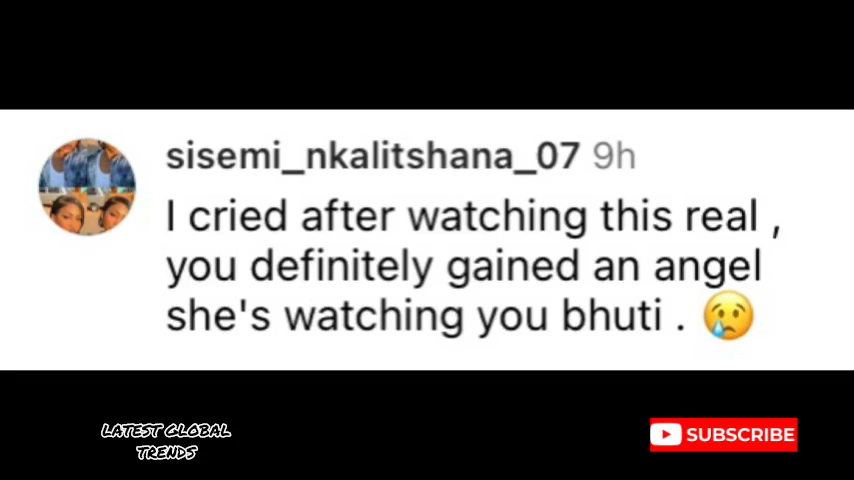 sisemi_nkalitshana_07 9h
I cried after watching this real ,
you definitely gained an angel
she's watching you bhuti . 😢
LATEST GLOBAL
TRENDS
SUBSCRIBE